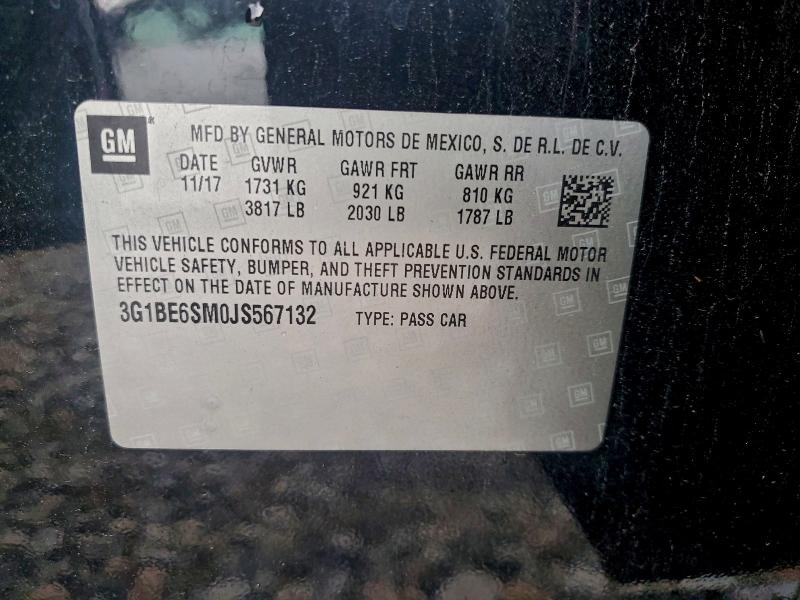 GM
MFD BY GENERAL MOTORS DE MEXICO, S. DE R.L. DE C.V.
DATE GVWR GAWR FRT GAWR RR
11/17 1731 KG 921 KG 810 KG
3817 LB 2030 LB 1787 LB
THIS VEHICLE CONFORMS TO ALL APPLICABLE U.S. FEDERAL MOTOR
VEHICLE SAFETY, BUMPER, AND THEFT PREVENTION STANDARDS IN
EFFECT ON THE DATE OF MANUFACTURE SHOWN ABOVE.
3G1BE6SM0JS567132 TYPE: PASS CAR